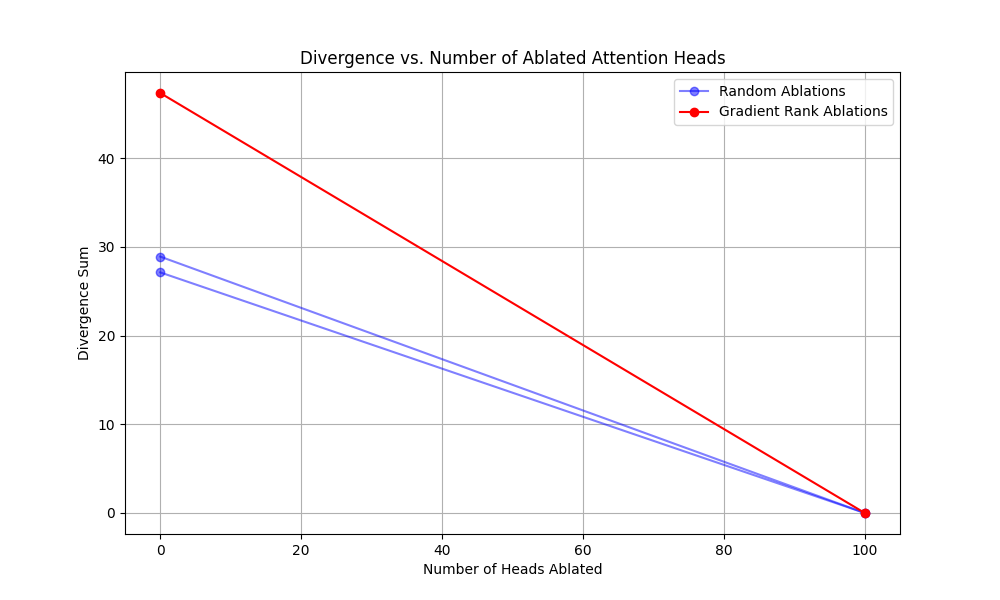 Divergence vs. Number of Ablated Attention Heads
Random Ablations
Gradient Rank Ablations
Divergence Sum
40
30
20
10
0
0 20 40 60 80 100
Number of Heads Ablated